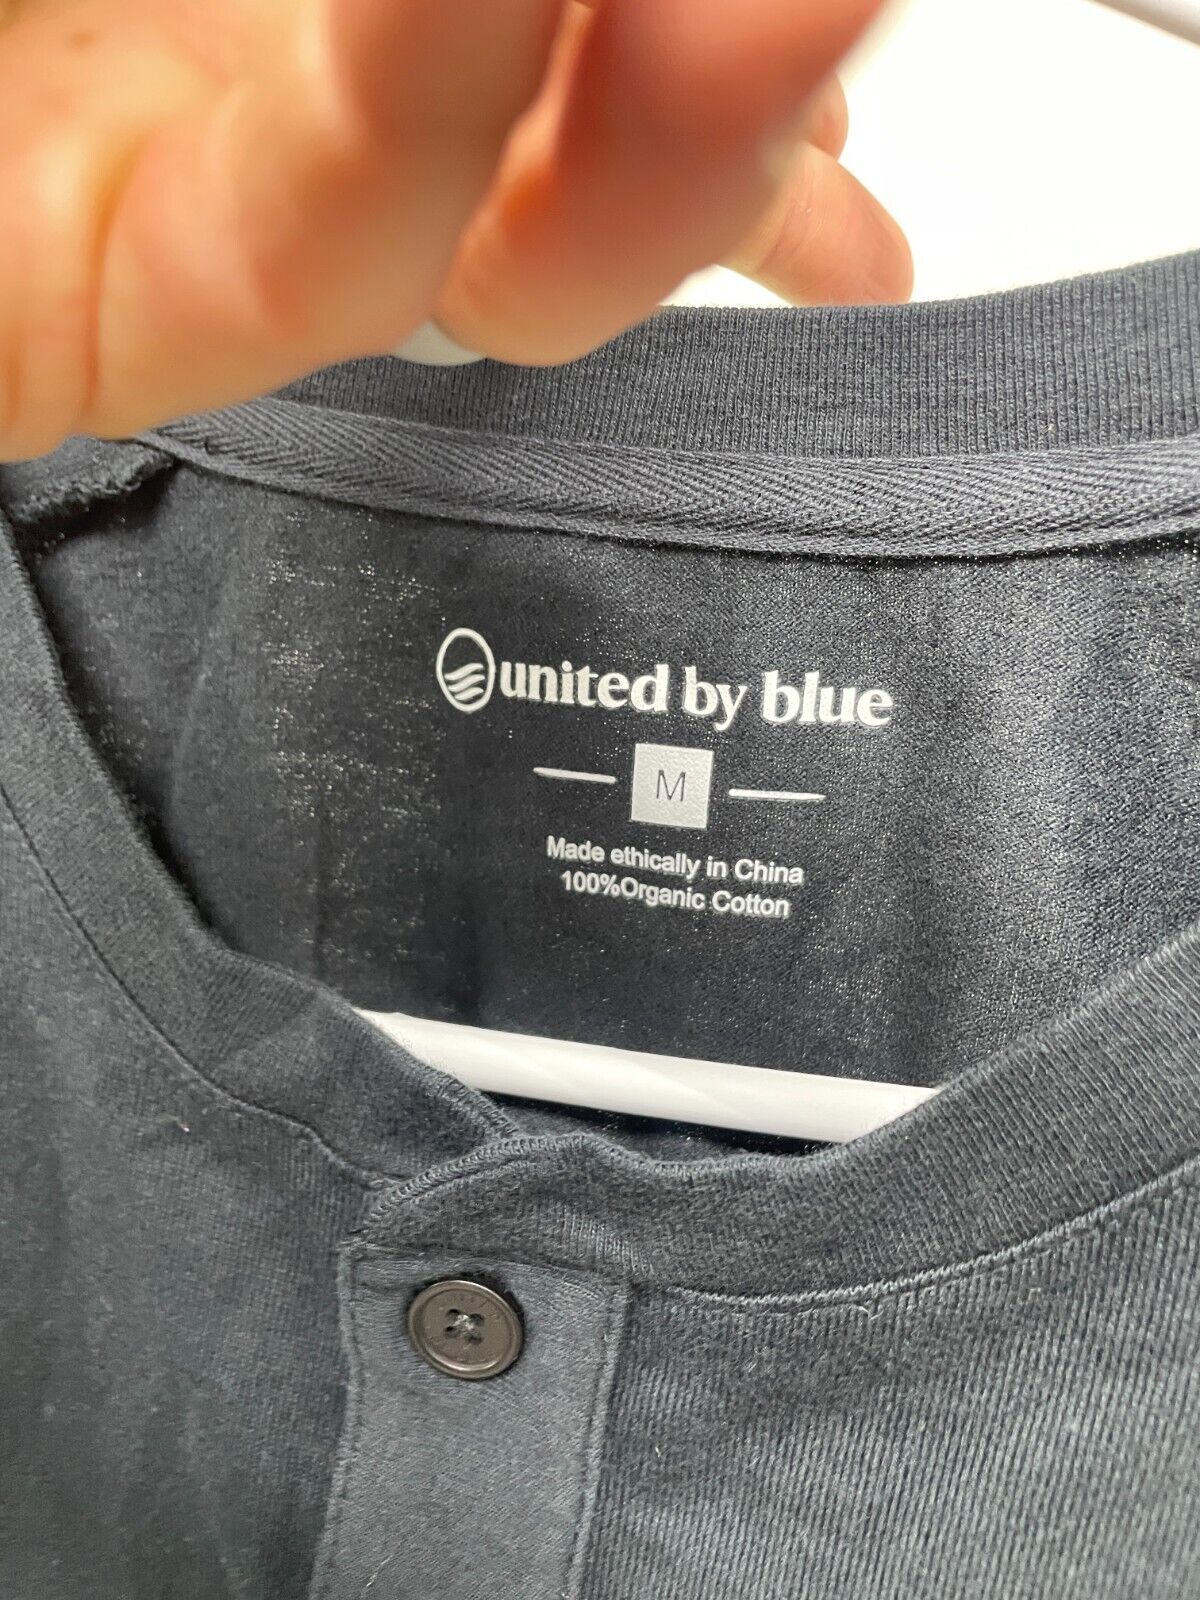 united by blue
M
Made ethically in China
100%Organic Cotton